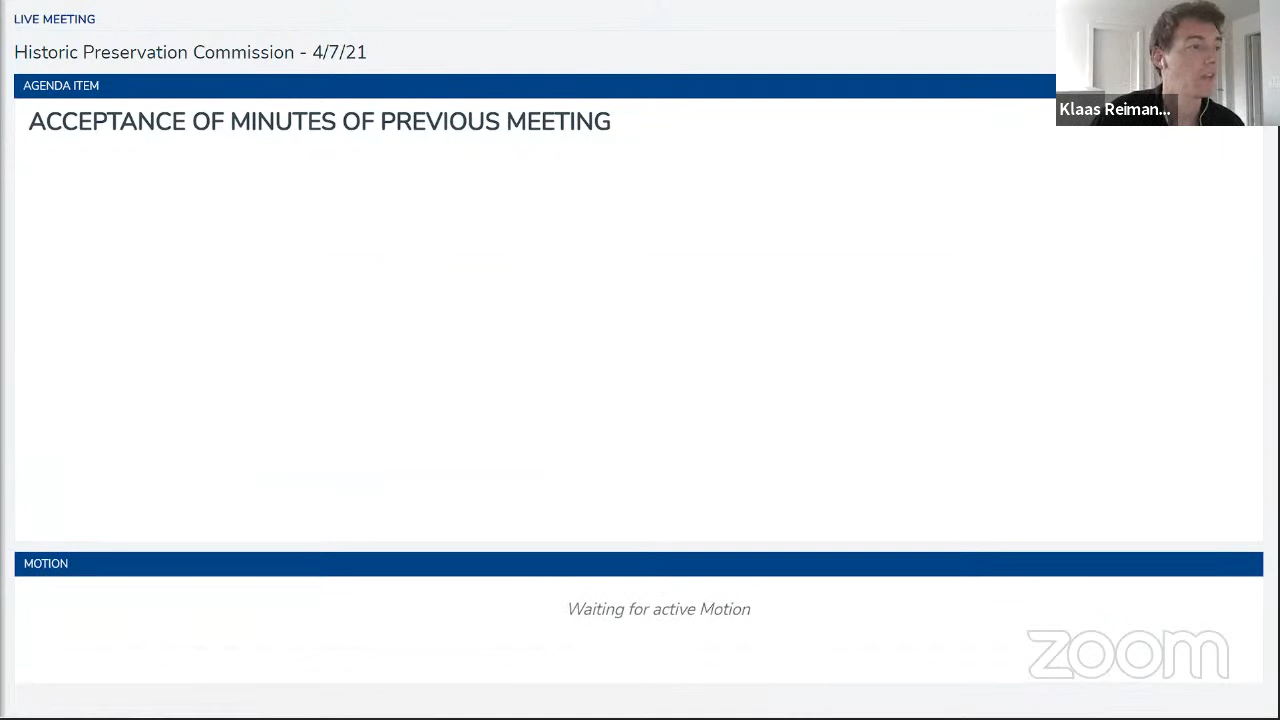 LIVE MEETING
Historic Preservation Commission - 4/7/21
AGENDA ITEM
ACCEPTANCE OF MINUTES OF PREVIOUS MEETING
Klaas Reiman...
MOTION
Waiting for active Motion
zoom